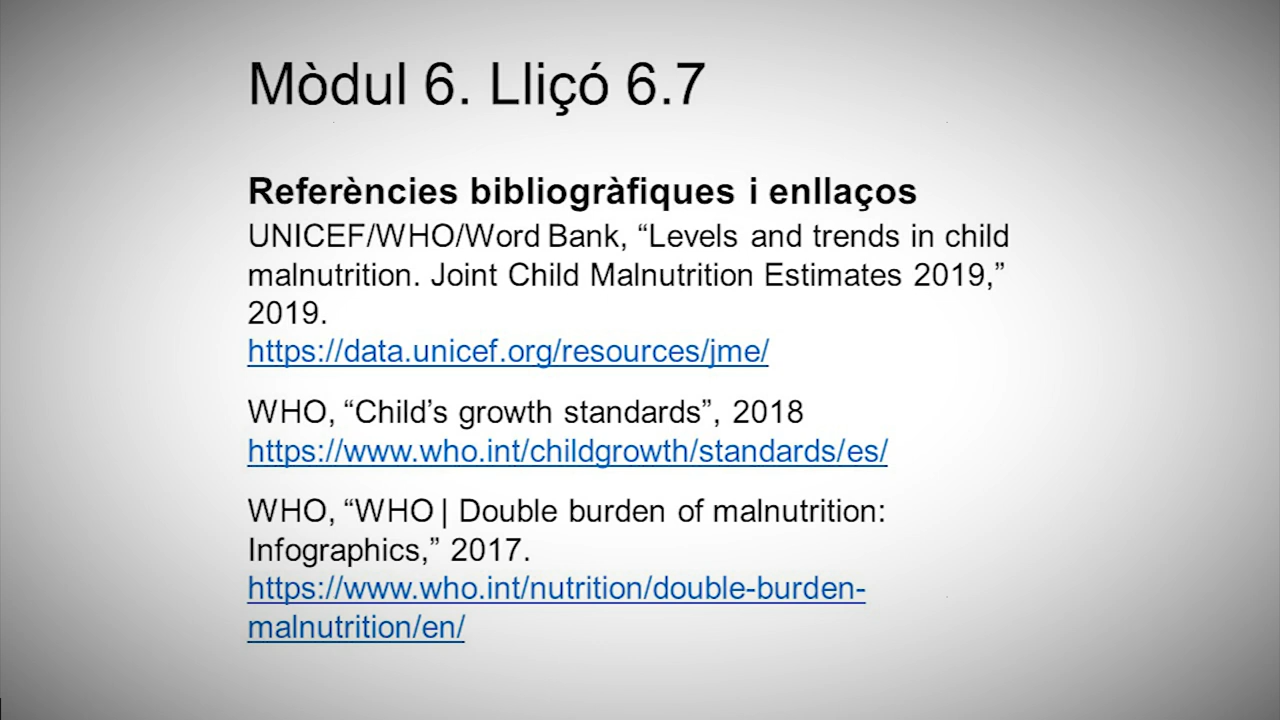 Mòdul 6. Lliçó 6.7
Referències bibliogràfiques i enllaços
UNICEF/WHO/Word Bank, “Levels and trends in child
malnutrition. Joint Child Malnutrition Estimates 2019,”
2019.
https://data.unicef.org/resources/jme/
WHO, “Child’s growth standards”, 2018
https://www.who.int/childgrowth/standards/es/
WHO, “WHO | Double burden of malnutrition:
Infographics,” 2017.
https://www.who.int/nutrition/double-burden-
malnutrition/en/